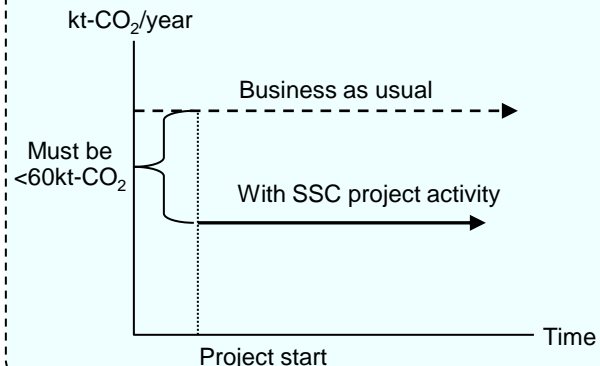 kt-CO₂/year
Business as usual
Must be
<60kt-CO₂
With SSC project activity
Time
Project start